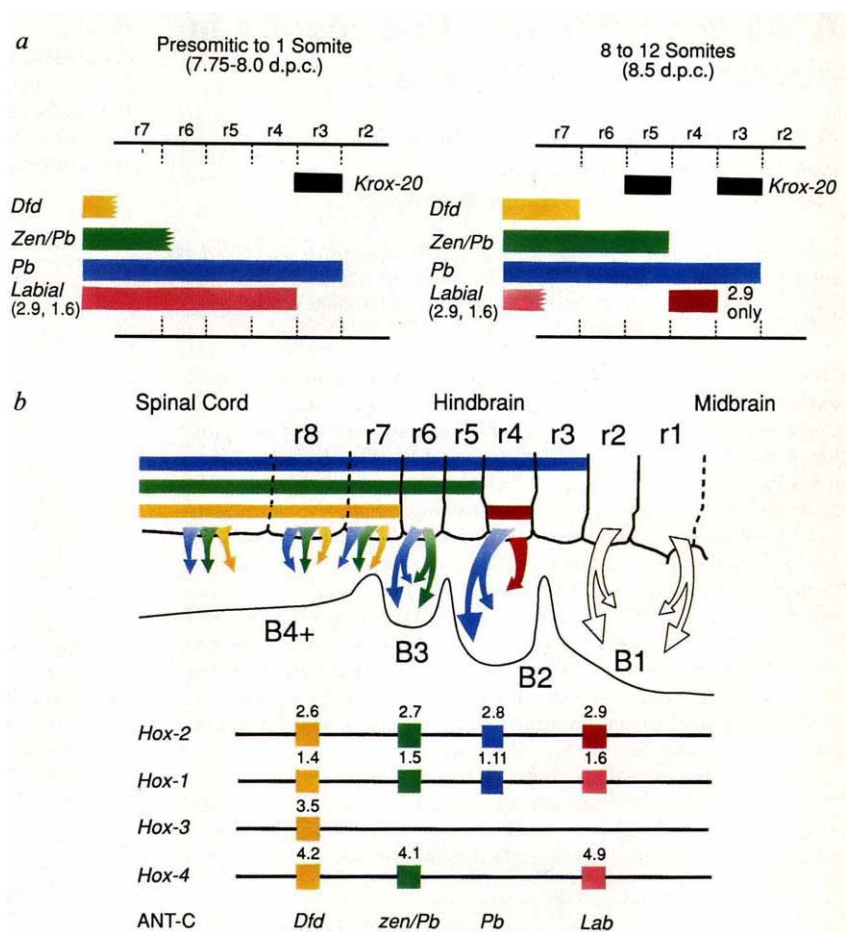 a
Presomitic to 1 Somite
(7.75-8.0 d.p.c.)
r7 r6 r5 r4 r3 r2
Krox-20
Dfd
Zen/Pb
Pb
Labial
(2.9, 1.6)
8 to 12 Somites
(8.5 d.p.c.)
r7 r6 r5 r4 r3 r2
Krox-20
Dfd
Zen/Pb
Pb
Labial
(2.9, 1.6)
2.9
only
b
Spinal Cord Hindbrain Midbrain
r8 r7 r6 r5 r4 r3 r2 r1
B4+ B3 B2 B1
2.6 2.7 2.8 2.9
Hox-2
1.4 1.5 1.11 1.6
Hox-1
3.5
Hox-3
4.2 4.1 4.9
Hox-4
ANT-C Dfd zen/Pb Pb Lab